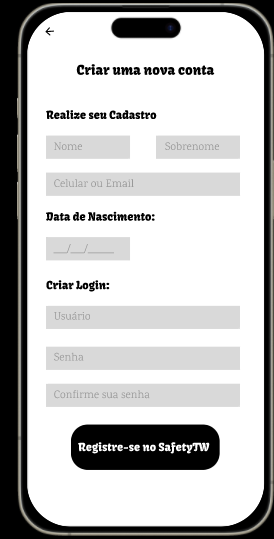 Criar uma nova conta
Realize seu Cadastro
Nome Sobrenome
Celular ou Email
Data de Nascimento:
__/__/____
Criar Login:
Usuário
Senha
Confirme sua senha
Registre-se no SafetyTW